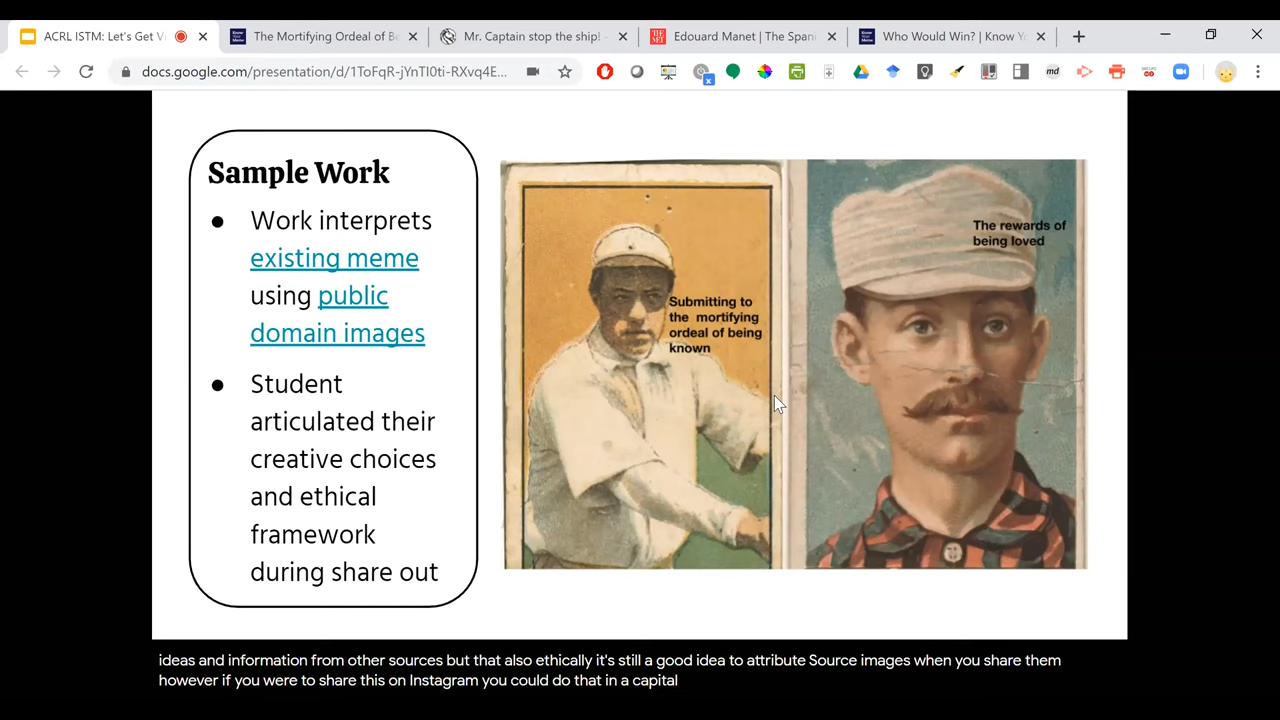 ACRL ISTM: Let's Get V
The Mortifying Ordeal of Be
Mr. Captain stop the ship! -
Edouard Manet | The Spani
Who Would Win? | Know Yo
docs.google.com/presentation/d/1ToFqR-jYnTl0ti-RXvq4E...
Sample Work
● Work interprets
existing meme
using public
domain images
● Student
articulated their
creative choices
and ethical
framework
during share out
Submitting to
the mortifying
ordeal of being
known
The rewards of
being loved
ideas and information from other sources but that also ethically it's still a good idea to attribute Source images when you share them
however if you were to share this on Instagram you could do that in a capital